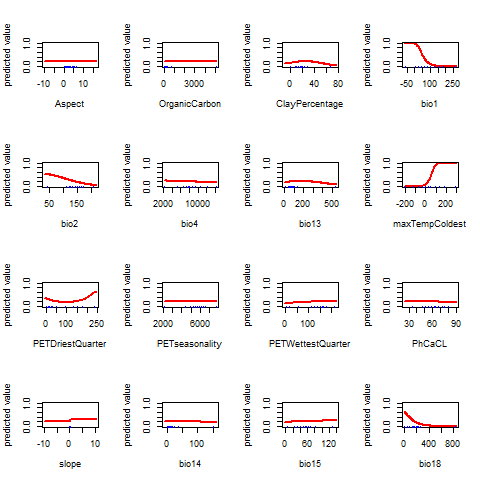 predicted value
0.0 1.0
-10 0 5 15
Aspect
predicted value
0.0 1.0
0 3000
OrganicCarbon
predicted value
0.0 1.0
0 40 80
ClayPercentage
predicted value
0.0 1.0
-50 100 250
bio1
predicted value
0.0 1.0
50 150
bio2
predicted value
0.0 1.0
2000 10000
bio4
predicted value
0.0 1.0
0 200 500
bio13
predicted value
0.0 1.0
-200 0 200
maxTempColdest
predicted value
0.0 1.0
0 100 250
PETDriestQuarter
predicted value
0.0 1.0
2000 6000
PETseasonality
predicted value
0.0 1.0
0 100
PETWettestQuarter
predicted value
0.0 1.0
30 60 90
PhCaCL
predicted value
0.0 1.0
-10 0 10
slope
predicted value
0.0 1.0
0 100
bio14
predicted value
0.0 1.0
0 60 120
bio15
predicted value
0.0 1.0
0 400 800
bio18